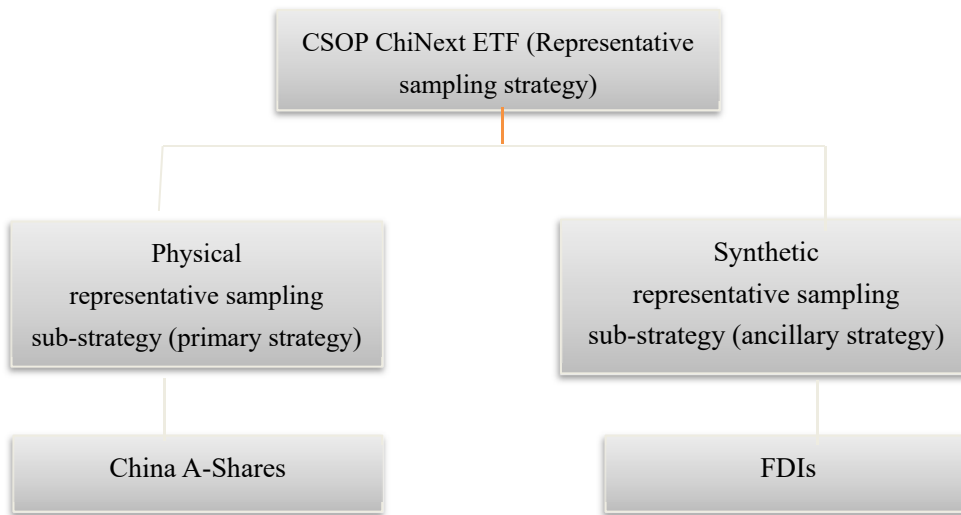 CSOP ChiNext ETF (Representative
sampling strategy)
Physical
representative sampling
sub-strategy (primary strategy)
Synthetic
representative sampling
sub-strategy (ancillary strategy)
China A-Shares
FDIs